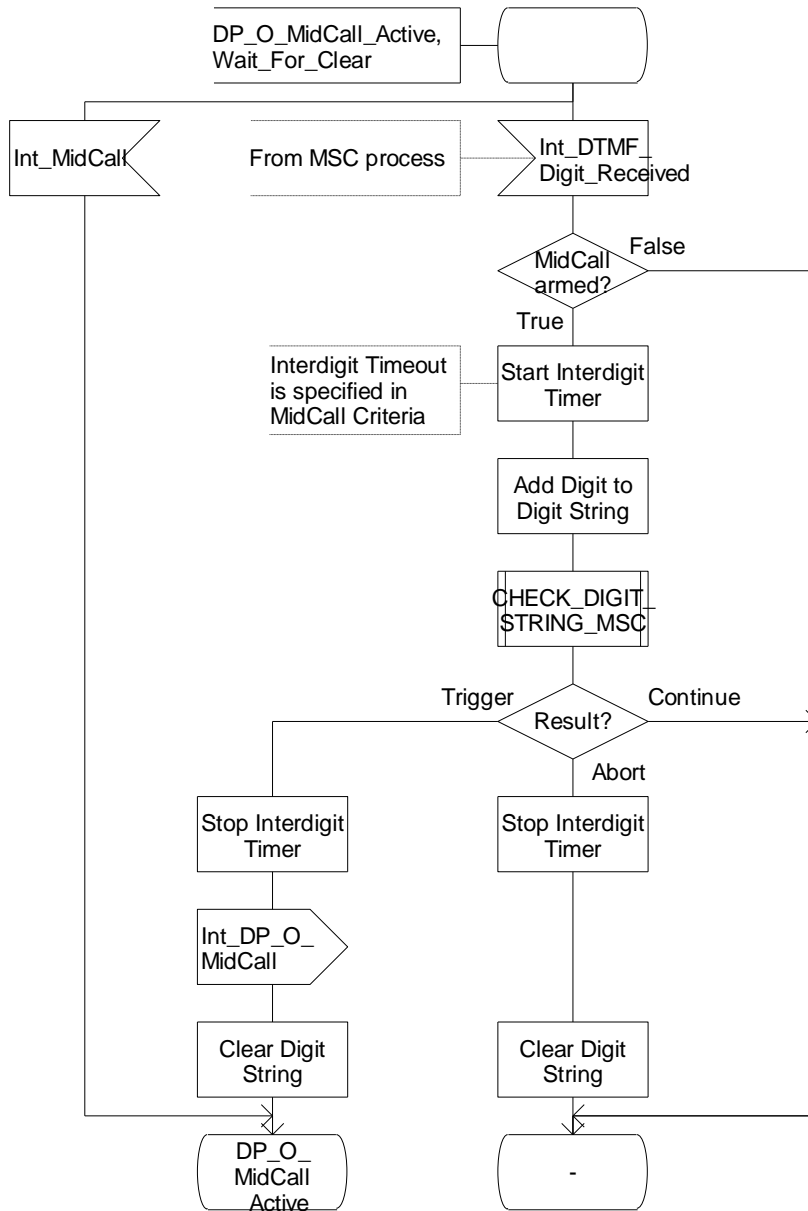 DP_O_MidCall_Active,
Wait_For_Clear
Int_MidCall
From MSC process
Int_DTMF_
Digit_Received
MidCall
armed?
False
True
Interdigit Timeout
is specified in
MidCall Criteria
Start Interdigit
Timer
Add Digit to
Digit String
CHECK_DIGIT_
STRING_MSC
Trigger
Result?
Continue
Abort
Stop Interdigit
Timer
Stop Interdigit
Timer
Int_DP_O_
MidCall
Clear Digit
String
Clear Digit
String
DP_O_
MidCall
_Active
-